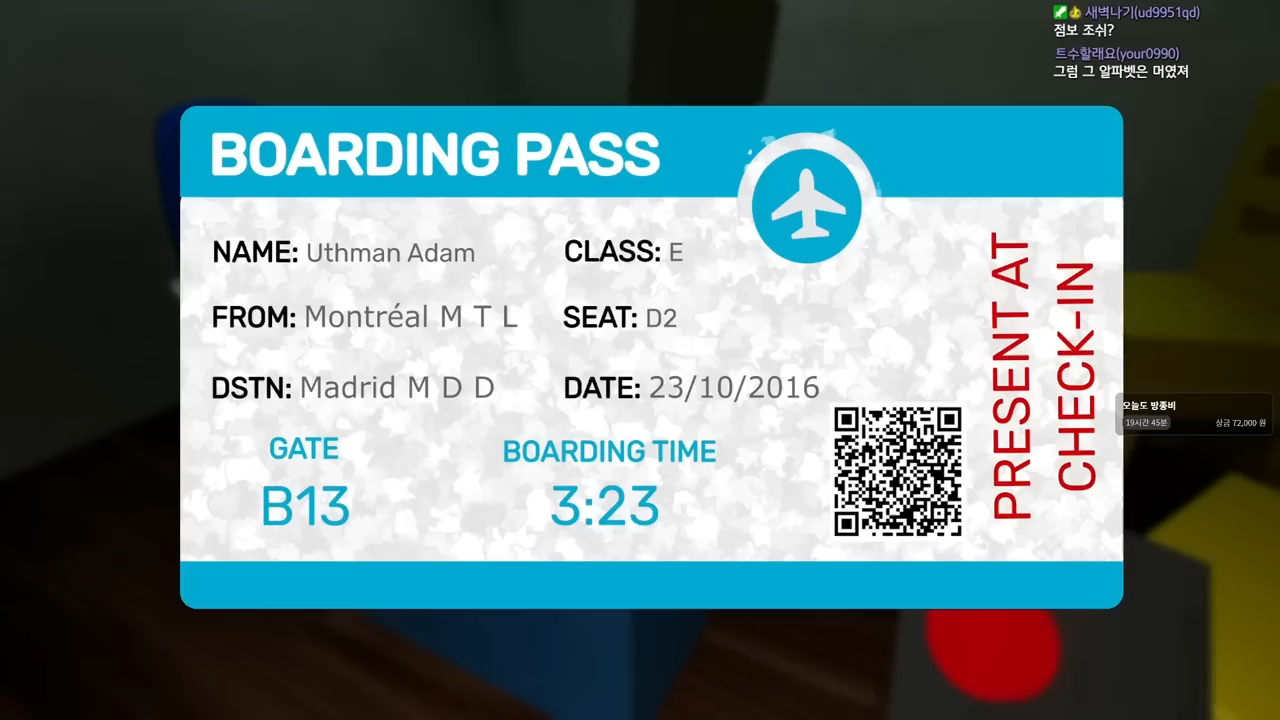 새벽나기(ud9951qd)
점보 조쉬?
트수할래요(your0990)
그럼 그 알파벳은 머였져
BOARDING PASS
NAME: Uthman Adam
CLASS: E
FROM: Montréal M T L
SEAT: D2
DSTN: Madrid M D D
DATE: 23/10/2016
GATE
B13
BOARDING TIME
3:23
PRESENT AT
CHECK-IN
오늘도 방종비
19시간 45분
상금 72,000 원